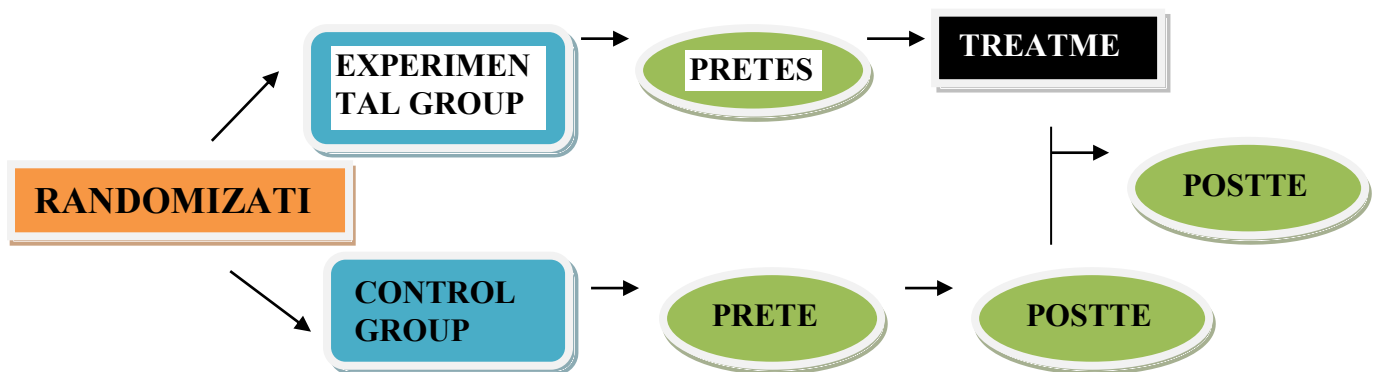 EXPERIMEN
TAL GROUP
PRETES
TREATME
RANDOMIZATI
POSTTE
CONTROL
GROUP
PRETE
POSTTE